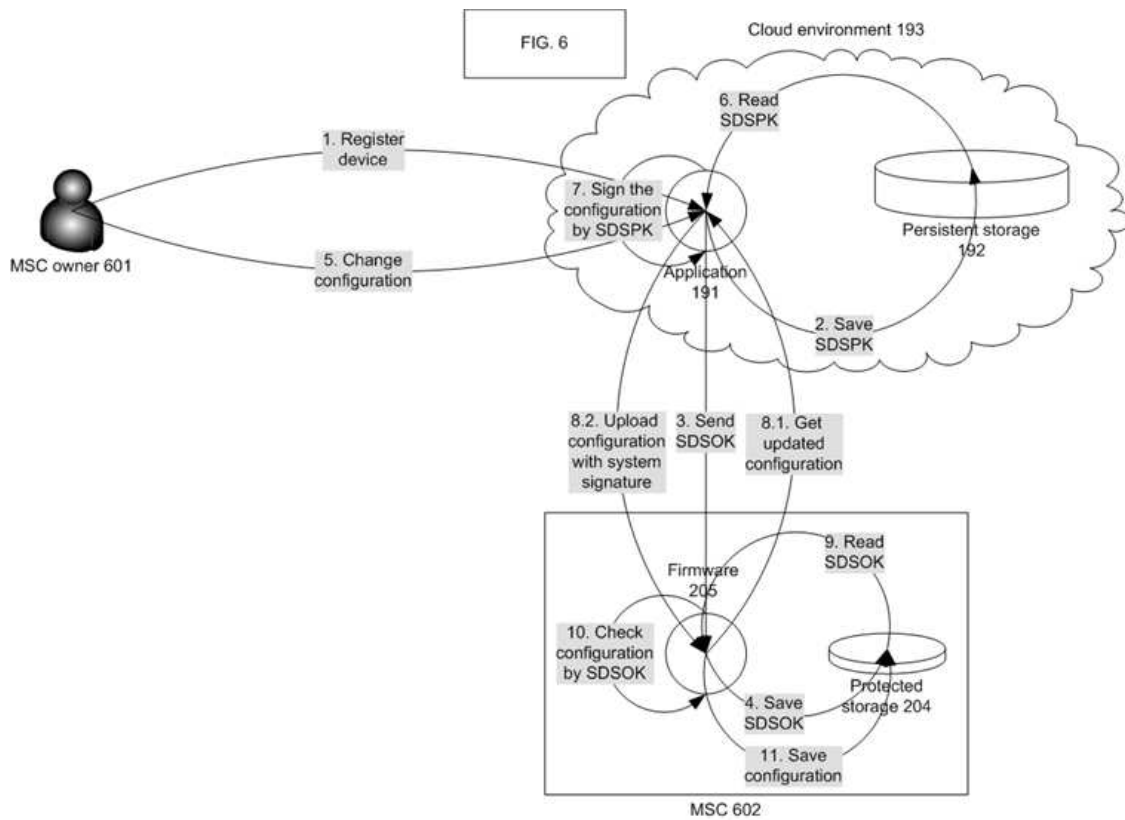 FIG. 6
Cloud environment 193
6. Read
SDSPK
1. Register
device
7. Sign the
configuration
by SDSPK
Persistent storage
192
MSC owner 601
5. Change
configuration
Application
191
2. Save
SDSPK
8.2. Upload
configuration
with system
signature
3. Send
SDSOK
8.1. Get
updated
configuration
9. Read
SDSOK
Firmware
205
10. Check
configuration
by SDSOK
Protected
storage 204
4. Save
SDSOK
11. Save
configuration
MSC 602